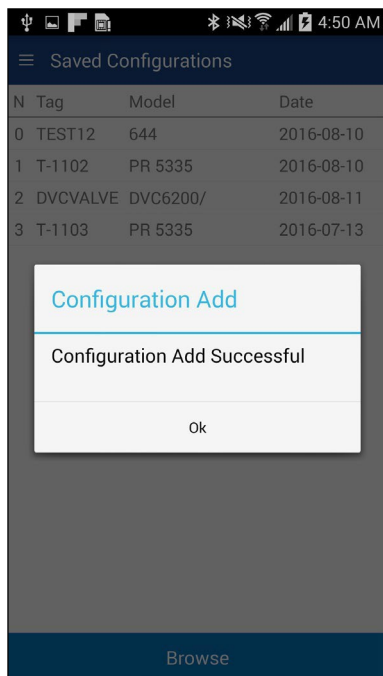 4:50 AM
Saved Configurations
N Tag Model Date
0 TEST12 644 2016-08-10
1 T-1102 PR 5335 2016-08-10
2 DVCVALVE DVC6200/ 2016-08-11
3 T-1103 PR 5335 2016-07-13
Configuration Add
Configuration Add Successful
Ok
Browse